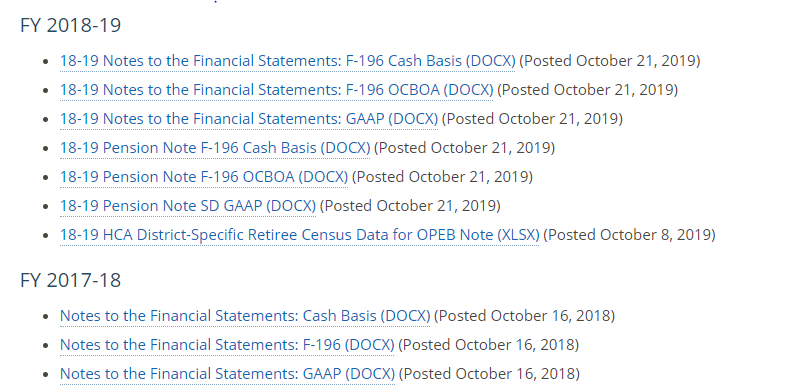 FY 2018-19
18-19 Notes to the Financial Statements: F-196 Cash Basis (DOCX) (Posted October 21, 2019)
18-19 Notes to the Financial Statements: F-196 OCBOA (DOCX) (Posted October 21, 2019)
18-19 Notes to the Financial Statements: GAAP (DOCX) (Posted October 21, 2019)
18-19 Pension Note F-196 Cash Basis (DOCX) (Posted October 21, 2019)
18-19 Pension Note F-196 OCBOA (DOCX) (Posted October 21, 2019)
18-19 Pension Note SD GAAP (DOCX) (Posted October 21, 2019)
18-19 HCA District-Specific Retiree Census Data for OPEB Note (XLSX) (Posted October 8, 2019)
FY 2017-18
Notes to the Financial Statements: Cash Basis (DOCX) (Posted October 16, 2018)
Notes to the Financial Statements: F-196 (DOCX) (Posted October 16, 2018)
Notes to the Financial Statements: GAAP (DOCX) (Posted October 16, 2018)